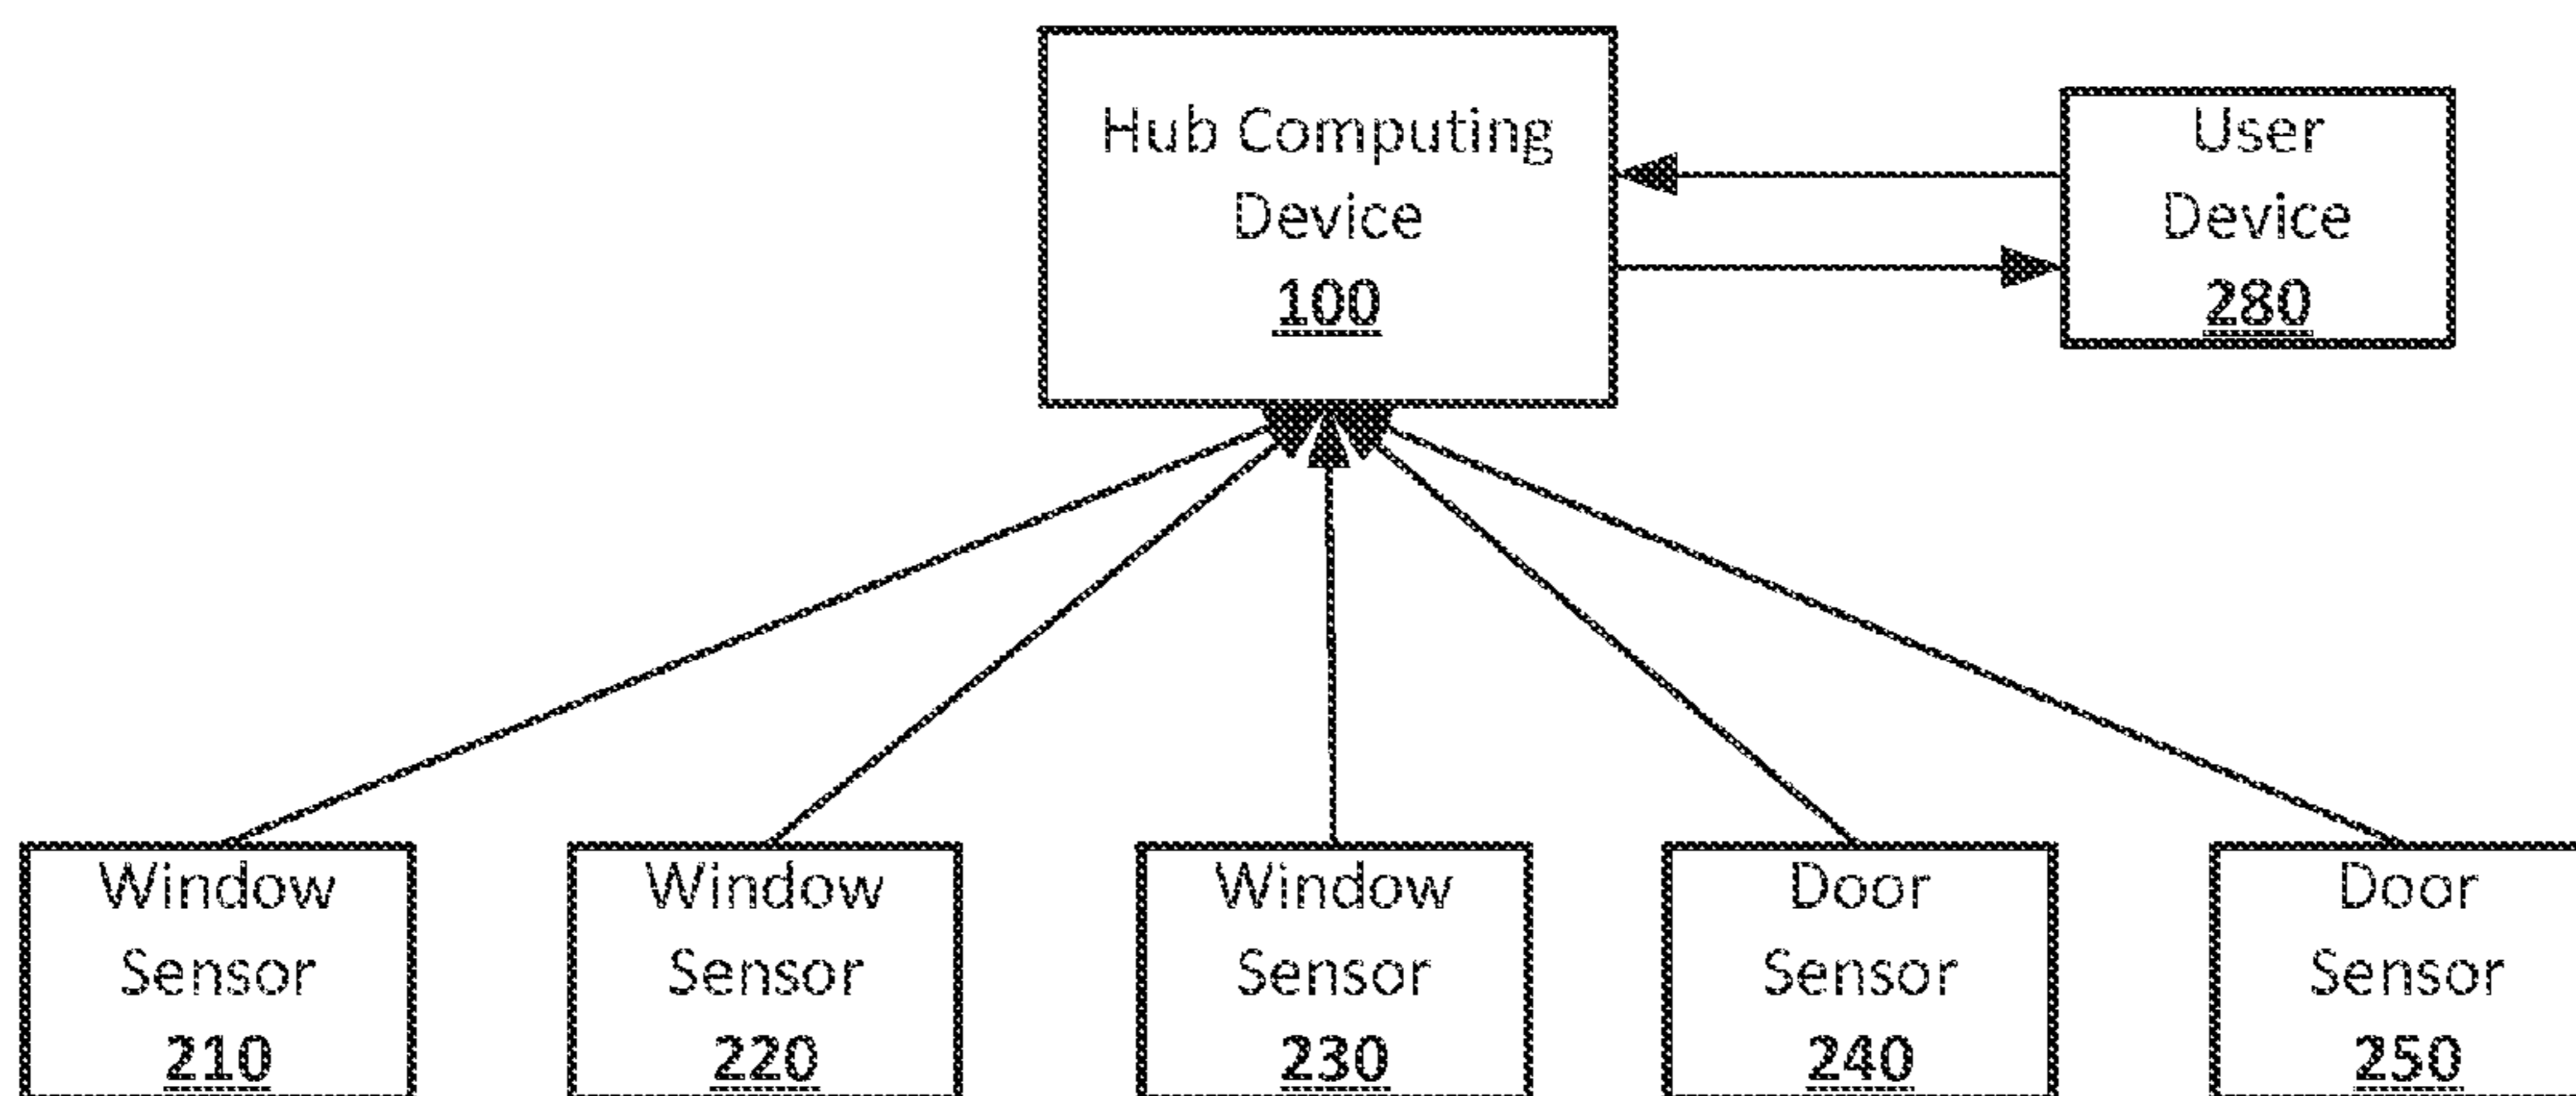 Hub Computing
Device
100
User
Device
280
Window
Sensor
210
Window
Sensor
220
Window
Sensor
230
Door
Sensor
240
Door
Sensor
250